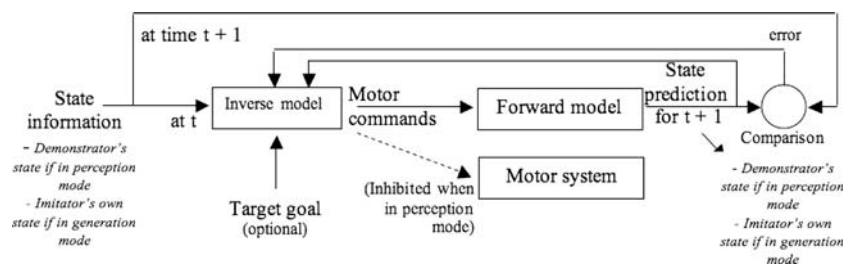 at time t + 1
error
State
information
at t
Inverse model
Motor
commands
Forward model
State
prediction
for t + 1
Comparison
- Demonstrator's
state if in perception
mode
- Imitator's own
state if in generation
mode
Target goal
(optional)
(Inhibited when
in perception
mode)
Motor system
- Demonstrator's
state if in perception
mode
- Imitator's own
state if in generation
mode